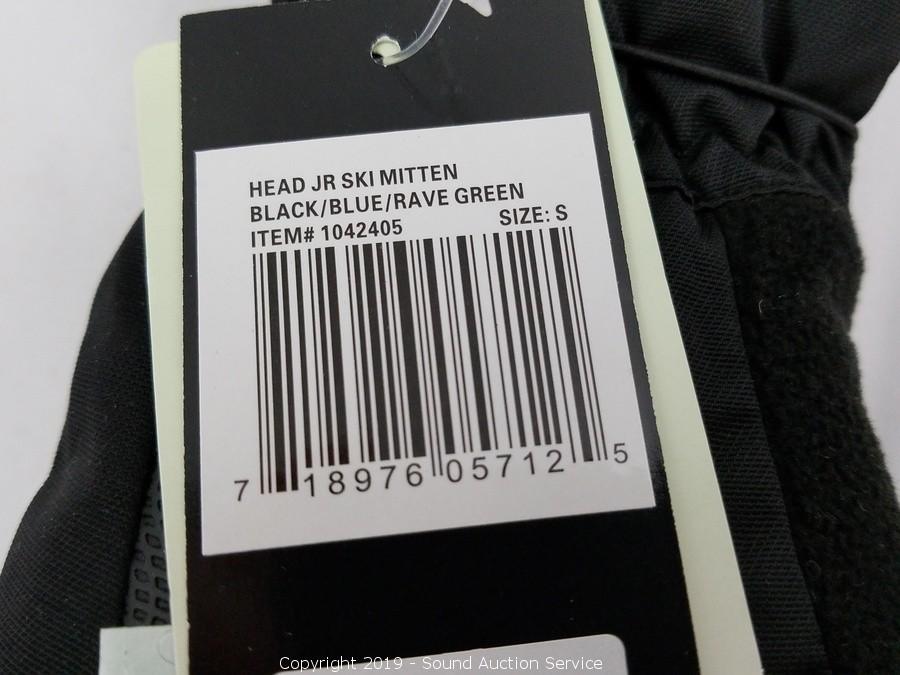 HEAD JR SKI MITTEN
BLACK/BLUE/RAVE GREEN
ITEM# 1042405 SIZE: S
7 18976 05712 5
Copyright 2019 - Sound Auction Service